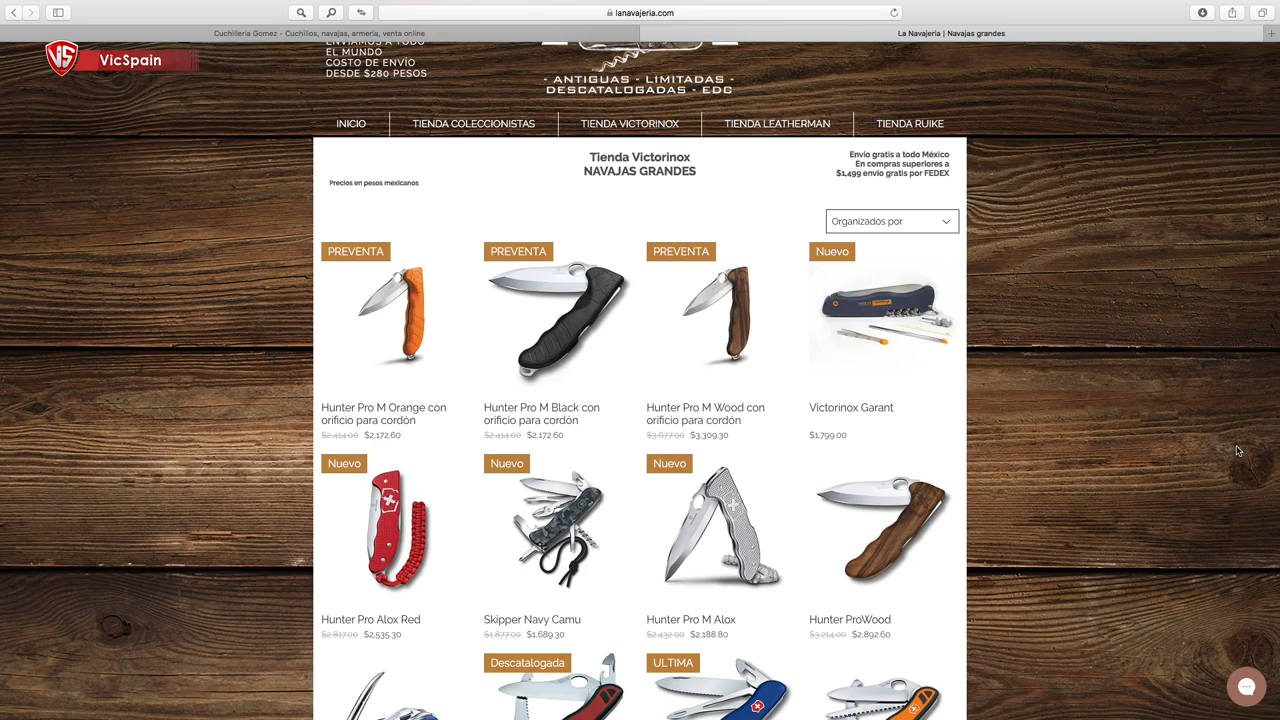 lanavajeria.com
Cuchilleria Gomez - Cuchillos, navajas, armeria, venta online
La Navajeria | Navajas grandes
VicSpain
ENVIAMOS A TODO
EL MUNDO
COSTO DE ENVÍO
DESDE $280 PESOS
- ANTIGUAS - LIMITADAS -
DESCATALOGADAS - EDC
INICIO
TIENDA COLECCIONISTAS
TIENDA VICTORINOX
TIENDA LEATHERMAN
TIENDA RUIKE
Tienda Victorinox
NAVAJAS GRANDES
Envío gratis a todo México
En compras superiores a
$1,499 envío gratis por FEDEX
Precios en pesos mexicanos
Organizados por
PREVENTA
PREVENTA
PREVENTA
Nuevo
Hunter Pro M Orange con
orificio para cordón
$2,414.00 $2,172.60
Hunter Pro M Black con
orificio para cordón
$2,414.00 $2,172.60
Hunter Pro M Wood con
orificio para cordón
$3,677.00 $3,309.30
Victorinox Garant
$1,799.00
Nuevo
Nuevo
Nuevo
Hunter Pro Alox Red
$2,817.00 $2,535.30
Skipper Navy Camu
$1,877.00 $1,689.30
Hunter Pro M Alox
$2,432.00 $2,188.80
Hunter ProWood
$3,214.00 $2,892.60
Descatalogada
ULTIMA